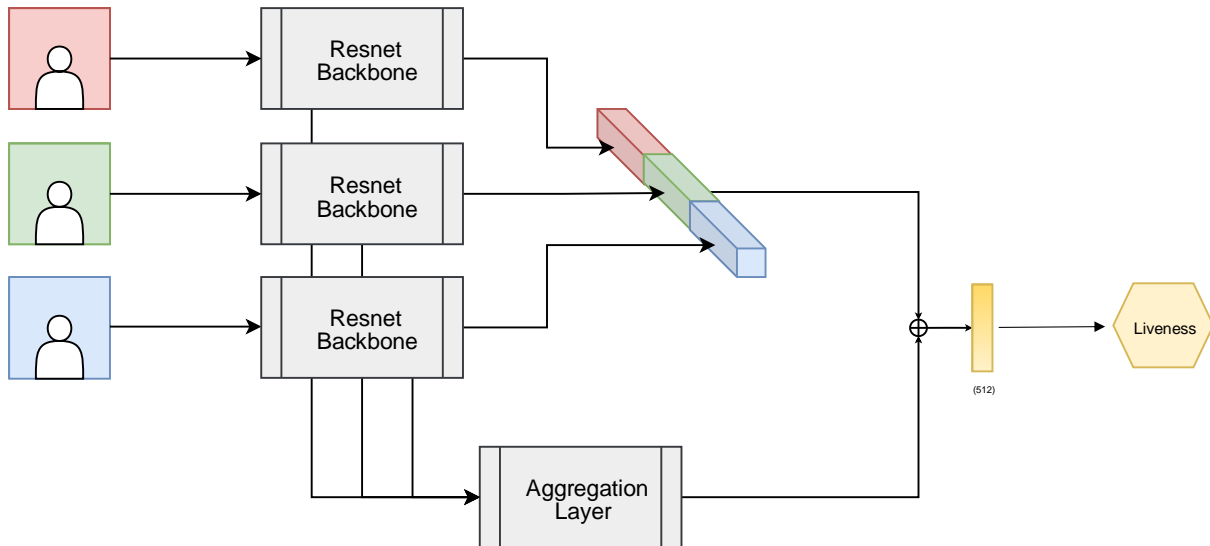 Resnet
Backbone
Resnet
Backbone
Resnet
Backbone
Liveness
(512)
Aggregation
Layer